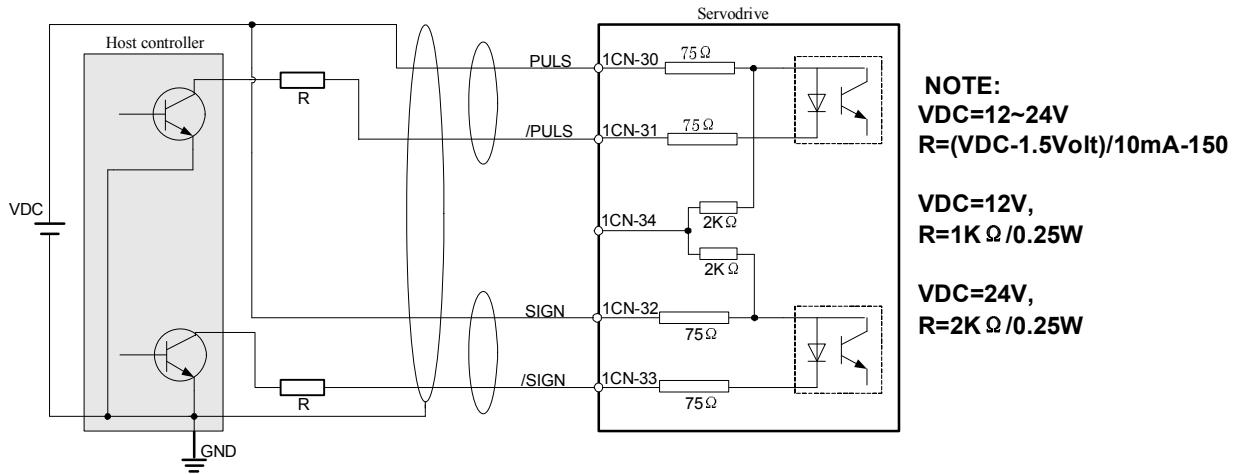 Servodrive
Host controller
PULS
1CN-30
75Ω
R
/PULS
1CN-31
75Ω
NOTE:
VDC=12~24V
R=(VDC-1.5Volt)/10mA-150
VDC
1CN-34
2KΩ
2KΩ
VDC=12V,
R=1KΩ/0.25W
SIGN
1CN-32
75Ω
VDC=24V,
R=2KΩ/0.25W
R
/SIGN
1CN-33
75Ω
GND